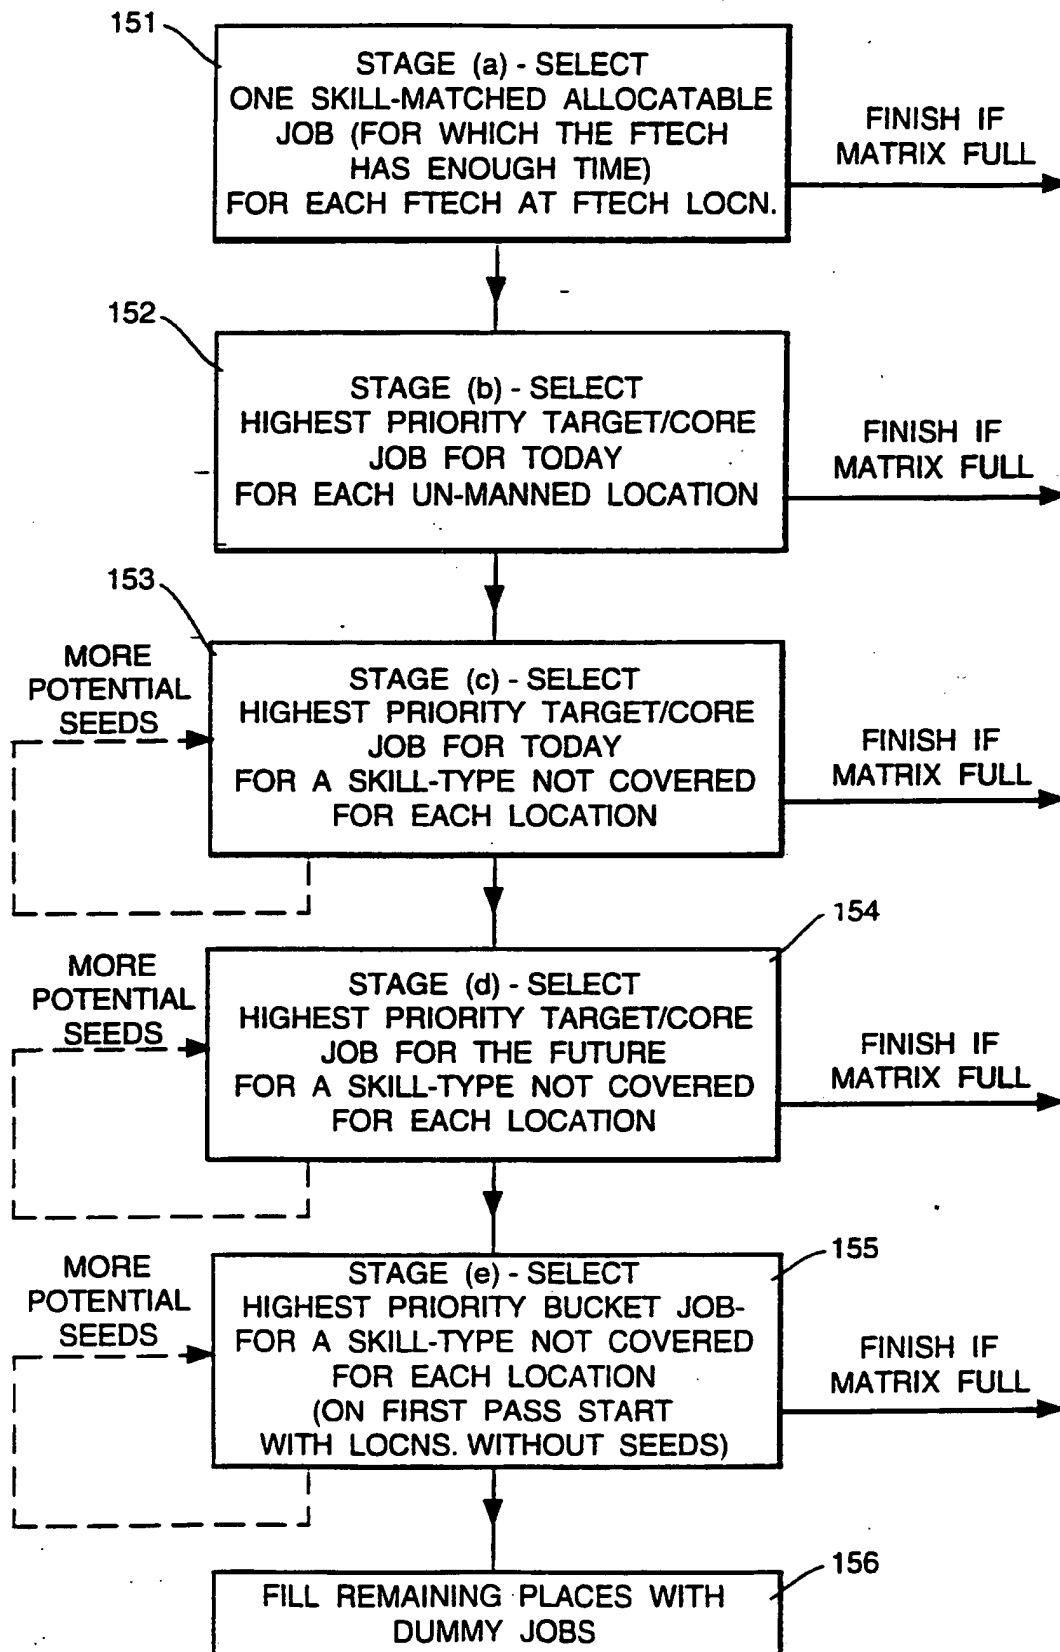 151
STAGE (a) - SELECT
ONE SKILL-MATCHED ALLOCATABLE
JOB (FOR WHICH THE FTECH
HAS ENOUGH TIME)
FOR EACH FTECH AT FTECH LOCN.
FINISH IF
MATRIX FULL
152
STAGE (b) - SELECT
HIGHEST PRIORITY TARGET/CORE
JOB FOR TODAY
FOR EACH UN-MANNED LOCATION
FINISH IF
MATRIX FULL
153
MORE
POTENTIAL
SEEDS
STAGE (c) - SELECT
HIGHEST PRIORITY TARGET/CORE
JOB FOR TODAY
FOR A SKILL-TYPE NOT COVERED
FOR EACH LOCATION
FINISH IF
MATRIX FULL
154
MORE
POTENTIAL
SEEDS
STAGE (d) - SELECT
HIGHEST PRIORITY TARGET/CORE
JOB FOR THE FUTURE
FOR A SKILL-TYPE NOT COVERED
FOR EACH LOCATION
FINISH IF
MATRIX FULL
155
MORE
POTENTIAL
SEEDS
STAGE (e) - SELECT
HIGHEST PRIORITY BUCKET JOB-
FOR A SKILL-TYPE NOT COVERED
FOR EACH LOCATION
(ON FIRST PASS START
WITH LOCNS. WITHOUT SEEDS)
FINISH IF
MATRIX FULL
156
FILL REMAINING PLACES WITH
DUMMY JOBS